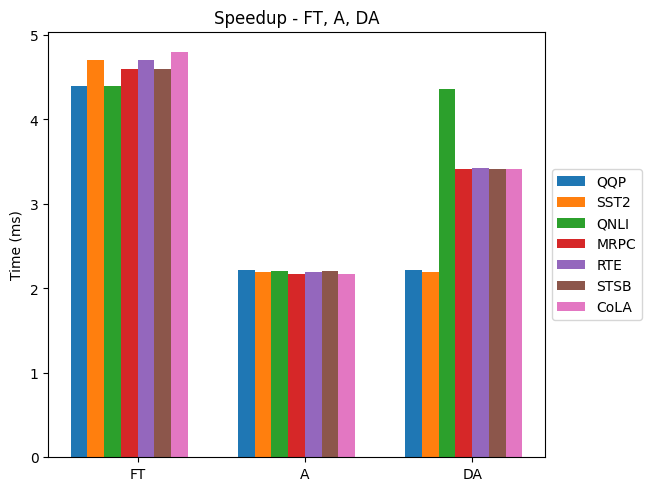 Speedup - FT, A, DA
Time (ms)
5
4
3
2
1
0
FT
A
DA
QQP
SST2
QNLI
MRPC
RTE
STSB
CoLA